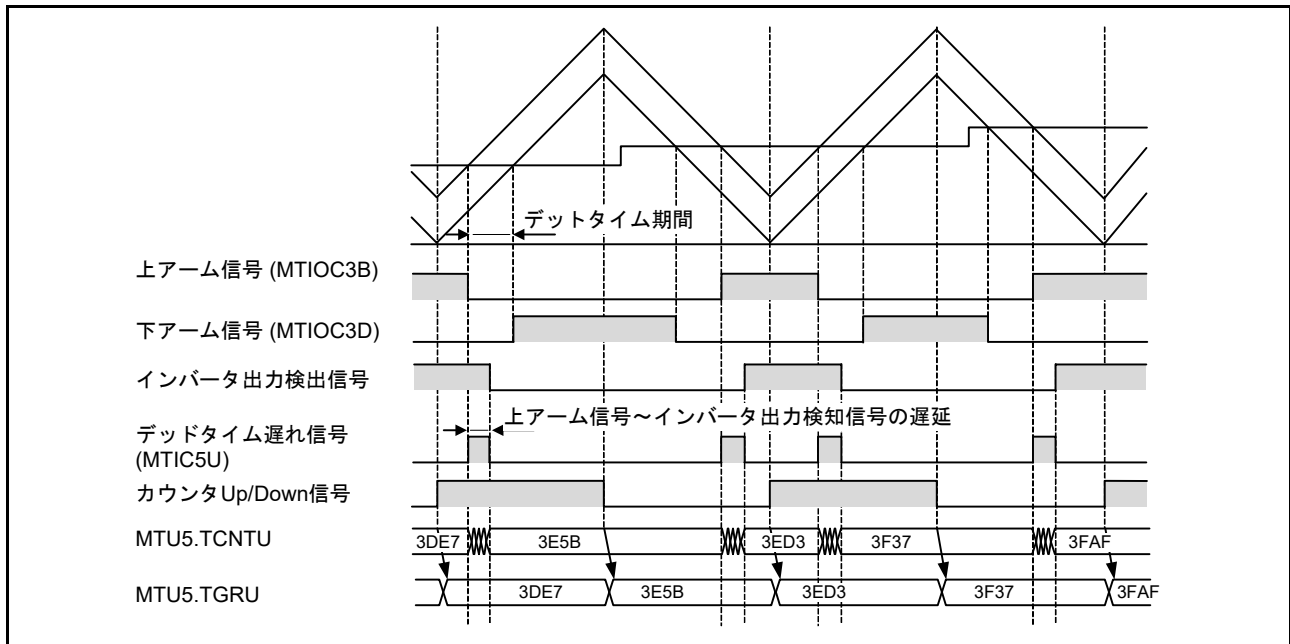 デットタイム期間
上アーム信号 (MTIOC3B)
下アーム信号 (MTIOC3D)
インバータ出力検出信号
上アーム信号～インバータ出力検知信号の遅延
デッドタイム遅れ信号
(MTIC5U)
カウンタUp/Down信号
MTU5.TCNTU 3DE7 3E5B 3ED3 3F37 3FAF
MTU5.TGRU 3DE7 3E5B 3ED3 3F37 3FAF